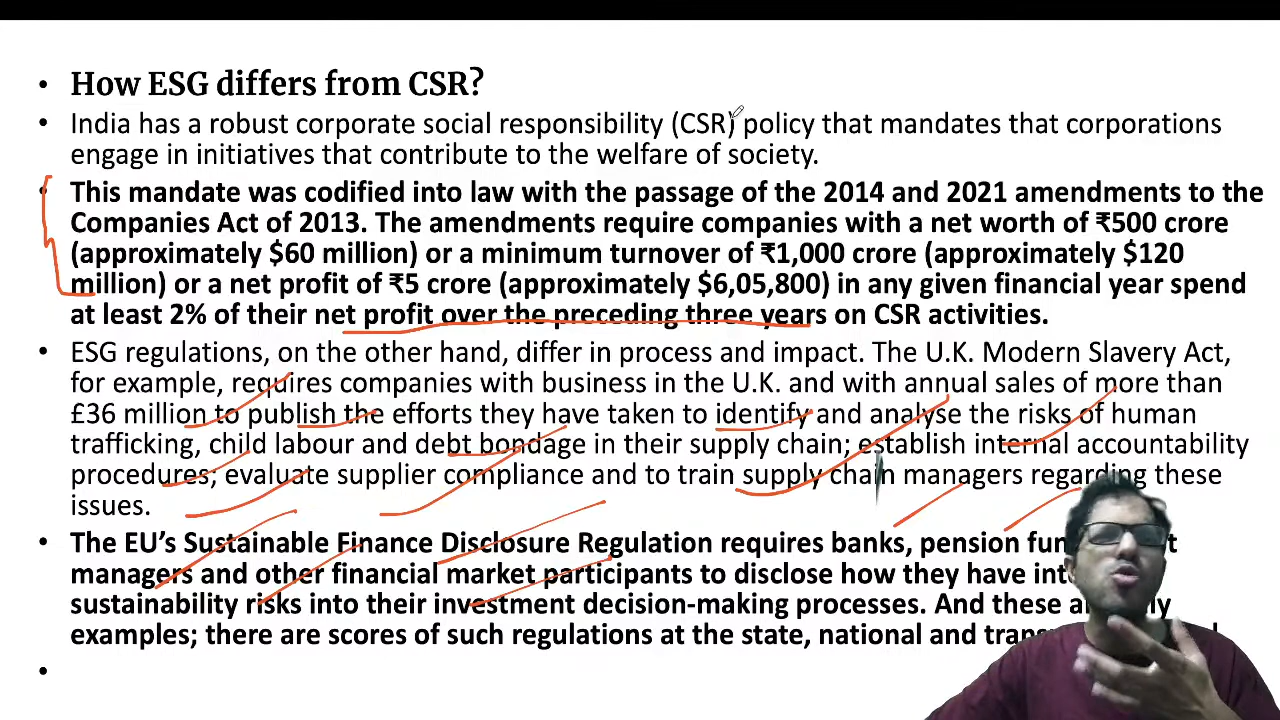 How ESG differs from CSR?
India has a robust corporate social responsibility (CSR) policy that mandates that corporations
engage in initiatives that contribute to the welfare of society.
This mandate was codified into law with the passage of the 2014 and 2021 amendments to the
Companies Act of 2013. The amendments require companies with a net worth of ₹500 crore
(approximately $60 million) or a minimum turnover of ₹1,000 crore (approximately $120
million) or a net profit of ₹5 crore (approximately $6,05,800) in any given financial year spend
at least 2% of their net profit over the preceding three years on CSR activities.
ESG regulations, on the other hand, differ in process and impact. The U.K. Modern Slavery Act,
for example, requires companies with business in the U.K. and with annual sales of more than
£36 million to publish the efforts they have taken to identify and analyse the risks of human
trafficking, child labour and debt bondage in their supply chain; establish internal accountability
procedures; evaluate supplier compliance and to train supply chain managers regarding these
issues.
The EU's Sustainable Finance Disclosure Regulation requires banks, pension
managers and other financial market participants to disclose how they have
sustainability risks into their investment decision-making processes. And these
examples; there are scores of such regulations at the state, national and